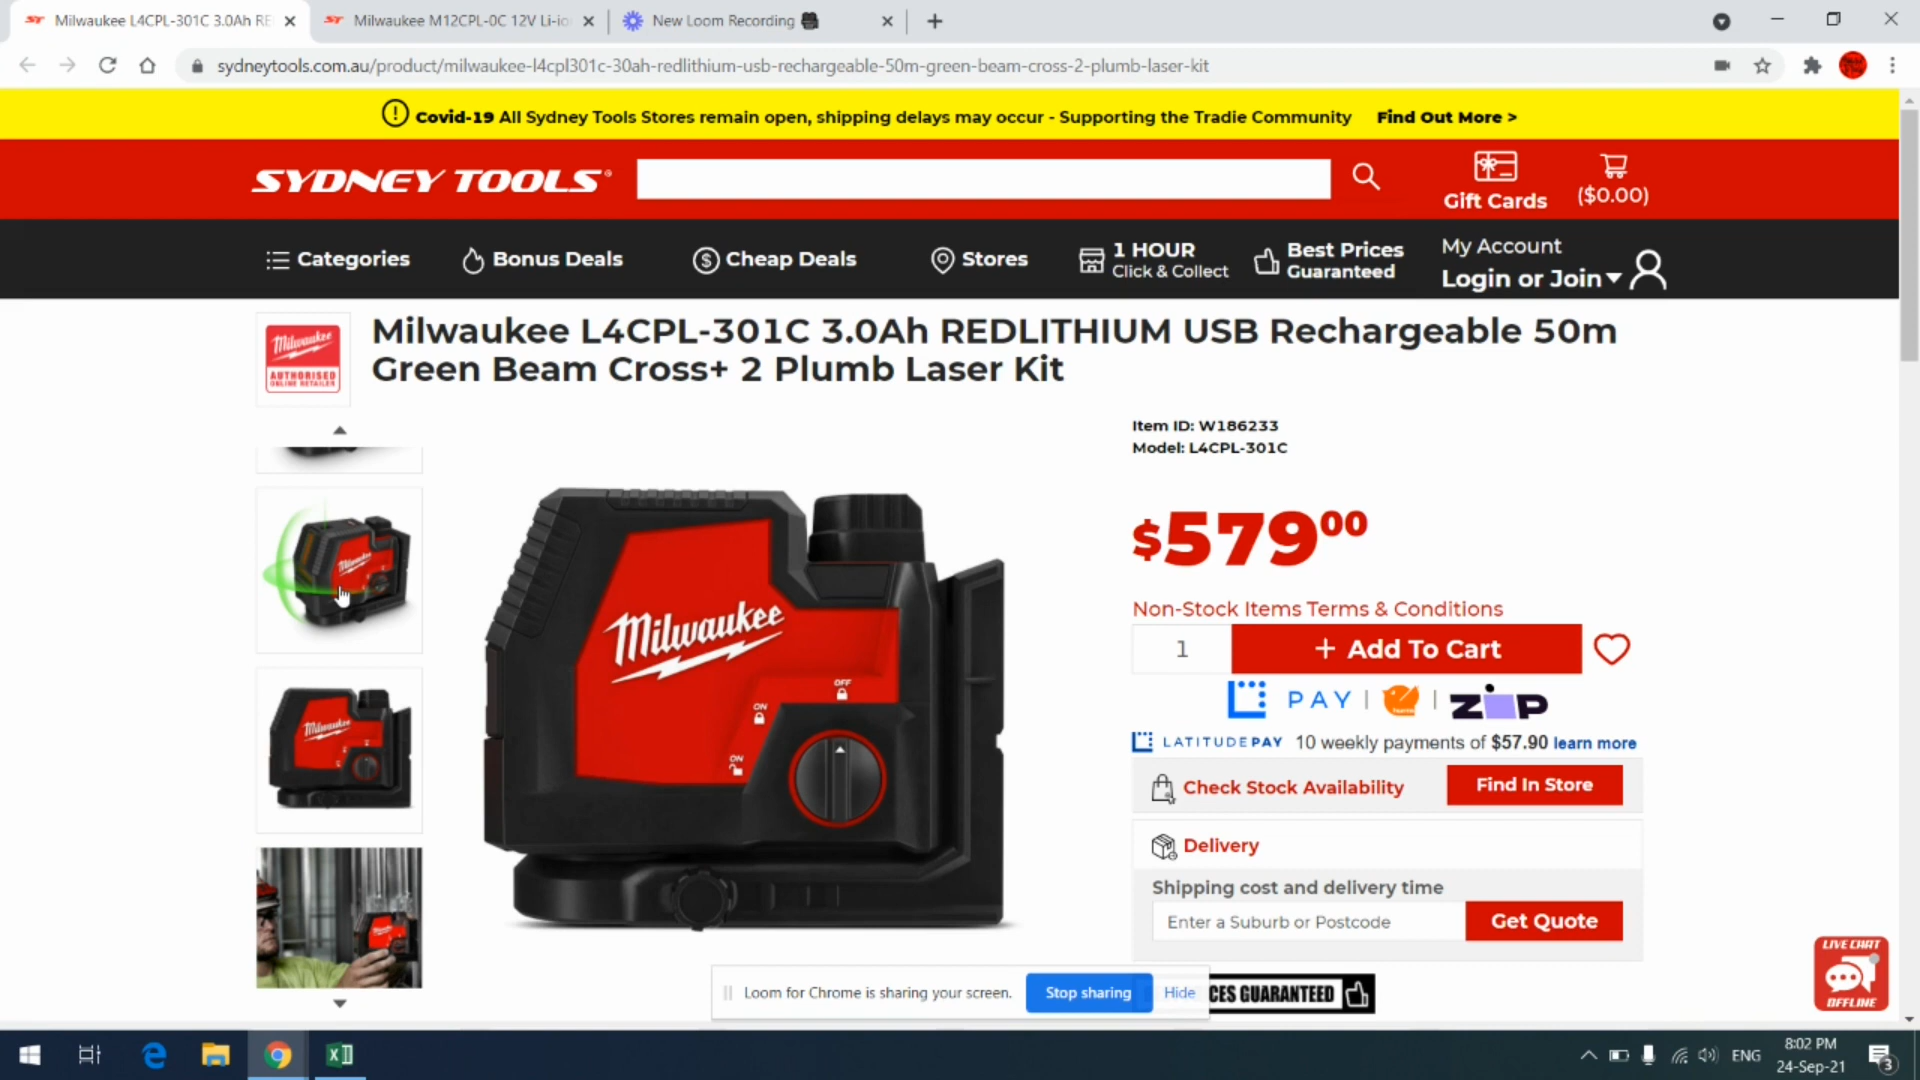 Milwaukee L4CPL-301C 3.0Ah RE
Milwaukee M12CPL-0C 12V Li-io
New Loom Recording
sydneytools.com.au/product/milwaukee-l4cpl301c-30ah-redlithium-usb-rechargeable-50m-green-beam-cross-2-plumb-laser-kit
Covid-19 All Sydney Tools Stores remain open, shipping delays may occur - Supporting the Tradie Community Find Out More >
SYDNEY TOOLS
Gift Cards
($0.00)
Categories
Bonus Deals
Cheap Deals
Stores
1 HOUR
Click & Collect
Best Prices
Guaranteed
My Account
Login or Join
Milwaukee
AUTHORISED
ONLINE RETAILER
Milwaukee L4CPL-301C 3.0Ah REDLITHIUM USB Rechargeable 50m
Green Beam Cross+ 2 Plumb Laser Kit
Item ID: W186233
Model: L4CPL-301C
$57900
Non-Stock Items Terms & Conditions
1
+ Add To Cart
PAY
ZIP
LATITUDEPAY 10 weekly payments of $57.90 learn more
Check Stock Availability
Find In Store
Delivery
Shipping cost and delivery time
Enter a Suburb or Postcode
Get Quote
Milwaukee
OFF
ON
ON
Milwaukee
Milwaukee
CES GUARANTEED
LIVE CHAT
OFFLINE
Loom for Chrome is sharing your screen.
Stop sharing
Hide
ENG
8:02 PM
24-Sep-21
3